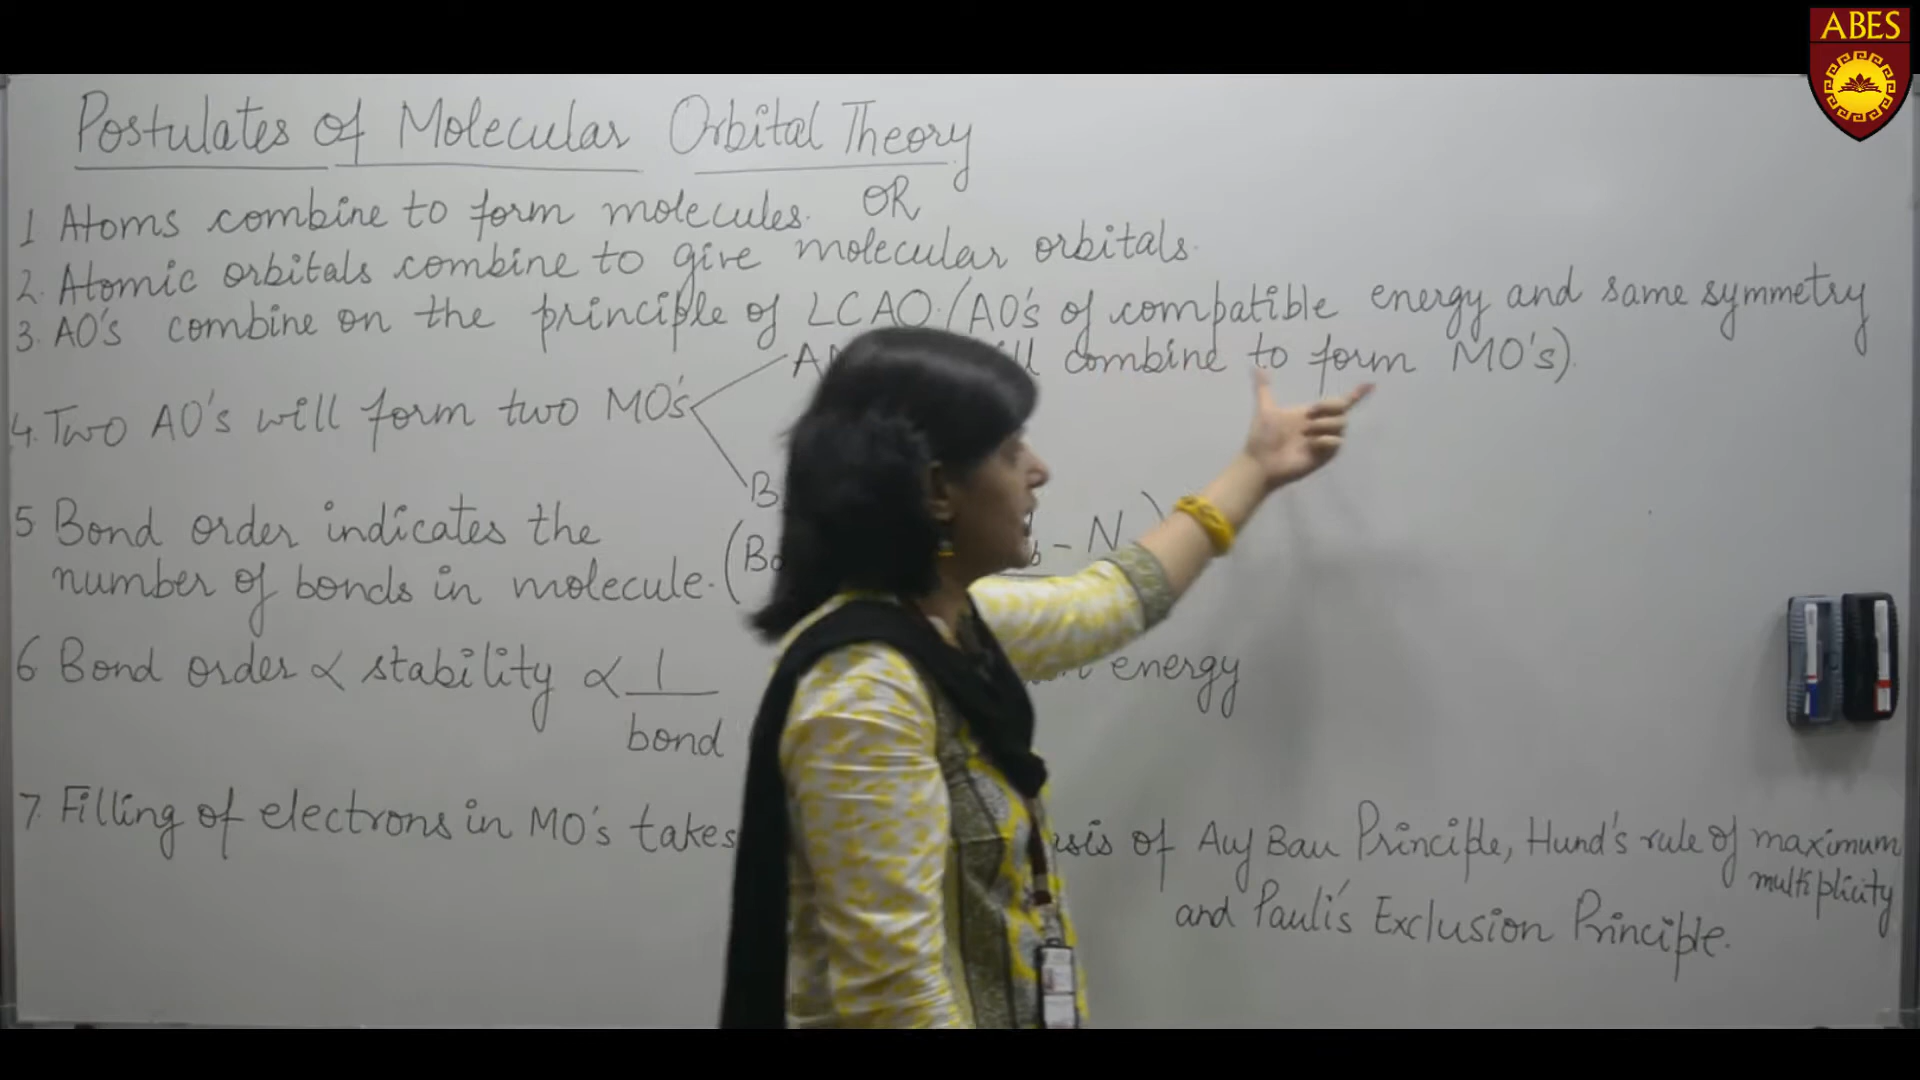 ABES
Postulates of Molecular Orbital Theory
1 Atoms combine to form molecules. OR
2. Atomic orbitals combine to give molecular orbitals.
3. AO's combine on the principle of LCAO. (AO's of compatible energy and same symmetry
combine to form MO's).
4. Two AO's will form two MO's
5 Bond order indicates the
number of bonds in molecule. (
b - N )
6 Bond order ∝ stability ∝ 1 energy
bond
7. Filling of electrons in MO's takes of Auf Bau Principle, Hund's rule of maximum
multiplicity
and Pauli's Exclusion Principle.